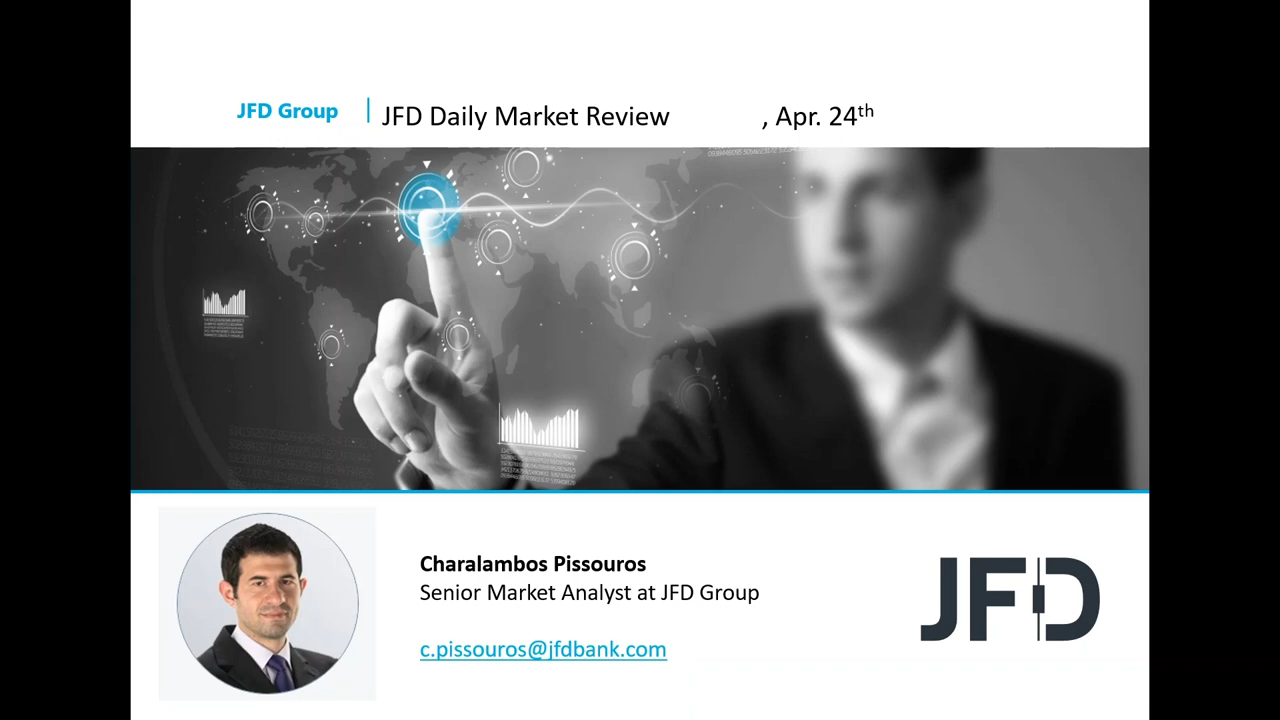 JFD Group
JFD Daily Market Review , Apr. 24th
Charalambos Pissouros
Senior Market Analyst at JFD Group
c.pissouros@jfdbank.com
JFD